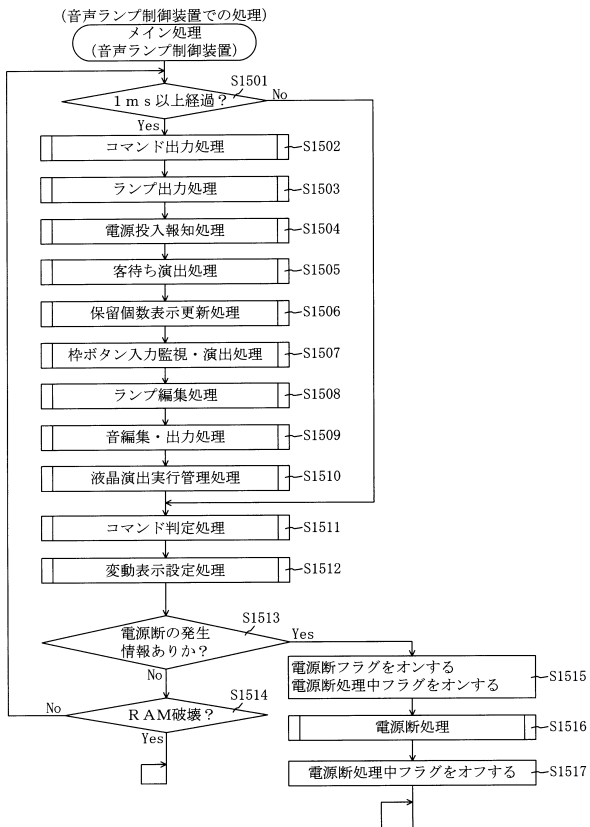 (音声ランプ制御装置での処理)
メイン処理
(音声ランプ制御装置)
S1501
1ms以上経過?
No
Yes
コマンド出力処理
S1502
ランプ出力処理
S1503
電源投入報知処理
S1504
客待ち演出処理
S1505
保留個数表示更新処理
S1506
枠ボタン入力監視・演出処理
S1507
ランプ編集処理
S1508
音編集・出力処理
S1509
液晶演出実行管理処理
S1510
コマンド判定処理
S1511
変動表示設定処理
S1512
S1513
電源断の発生
情報ありか?
Yes
No
電源断フラグをオンする
電源断処理中フラグをオンする
S1515
S1514
RAM破壊?
No
Yes
電源断処理
S1516
電源断処理中フラグをオフする
S1517